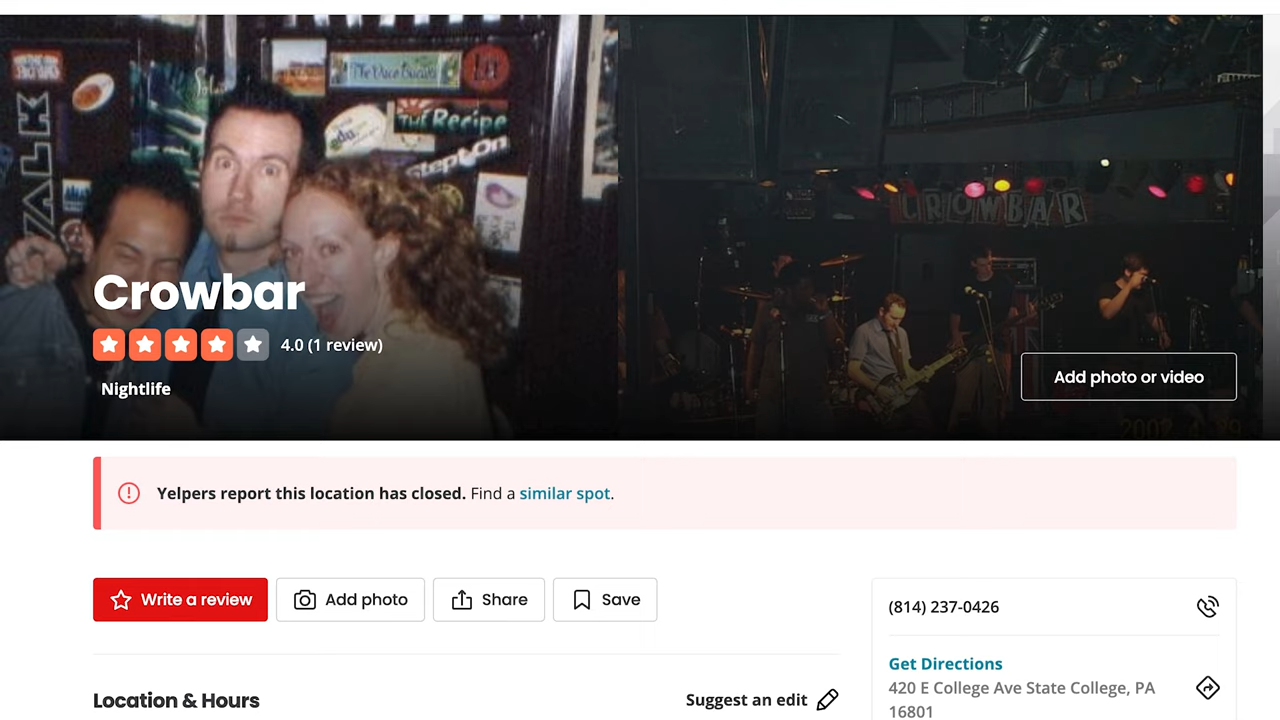 WALK
The Recipe
Stept On
CROWBAR
Crowbar
4.0 (1 review)
Nightlife
Add photo or video
Yelpers report this location has closed. Find a similar spot.
Write a review
Add photo
Share
Save
(814) 237-0426
Get Directions
420 E College Ave State College, PA
16801
Location & Hours
Suggest an edit